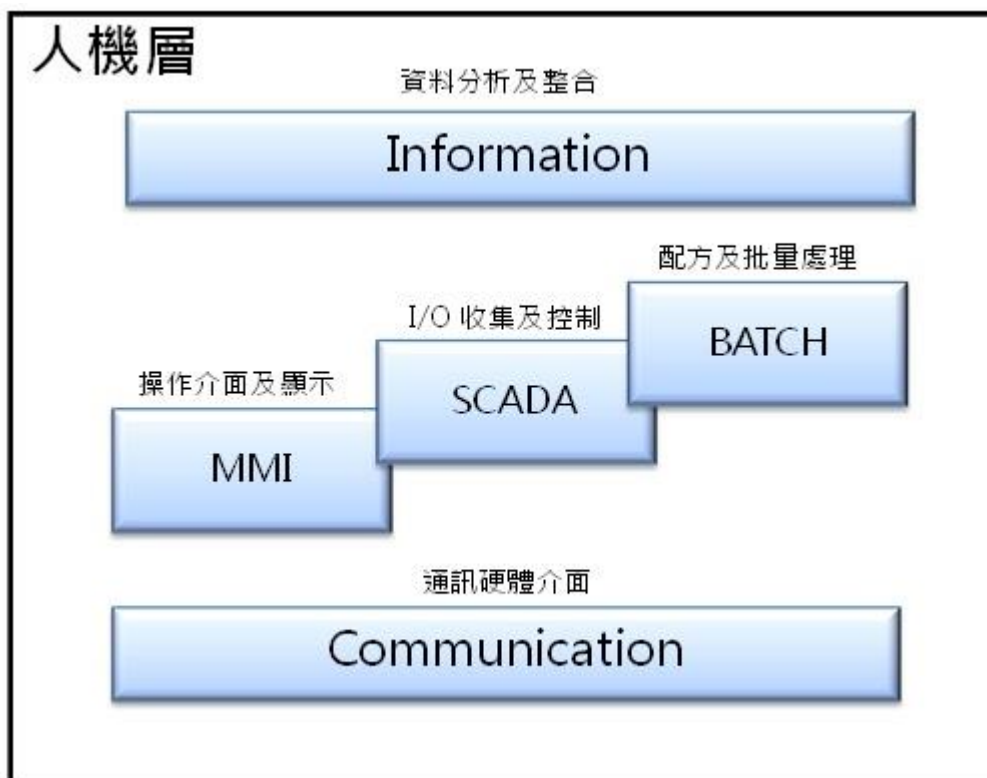 人機層
資料分析及整合
Information
配方及批量處理
BATCH
I/O 收集及控制
SCADA
操作介面及顯示
MMI
通訊硬體介面
Communication